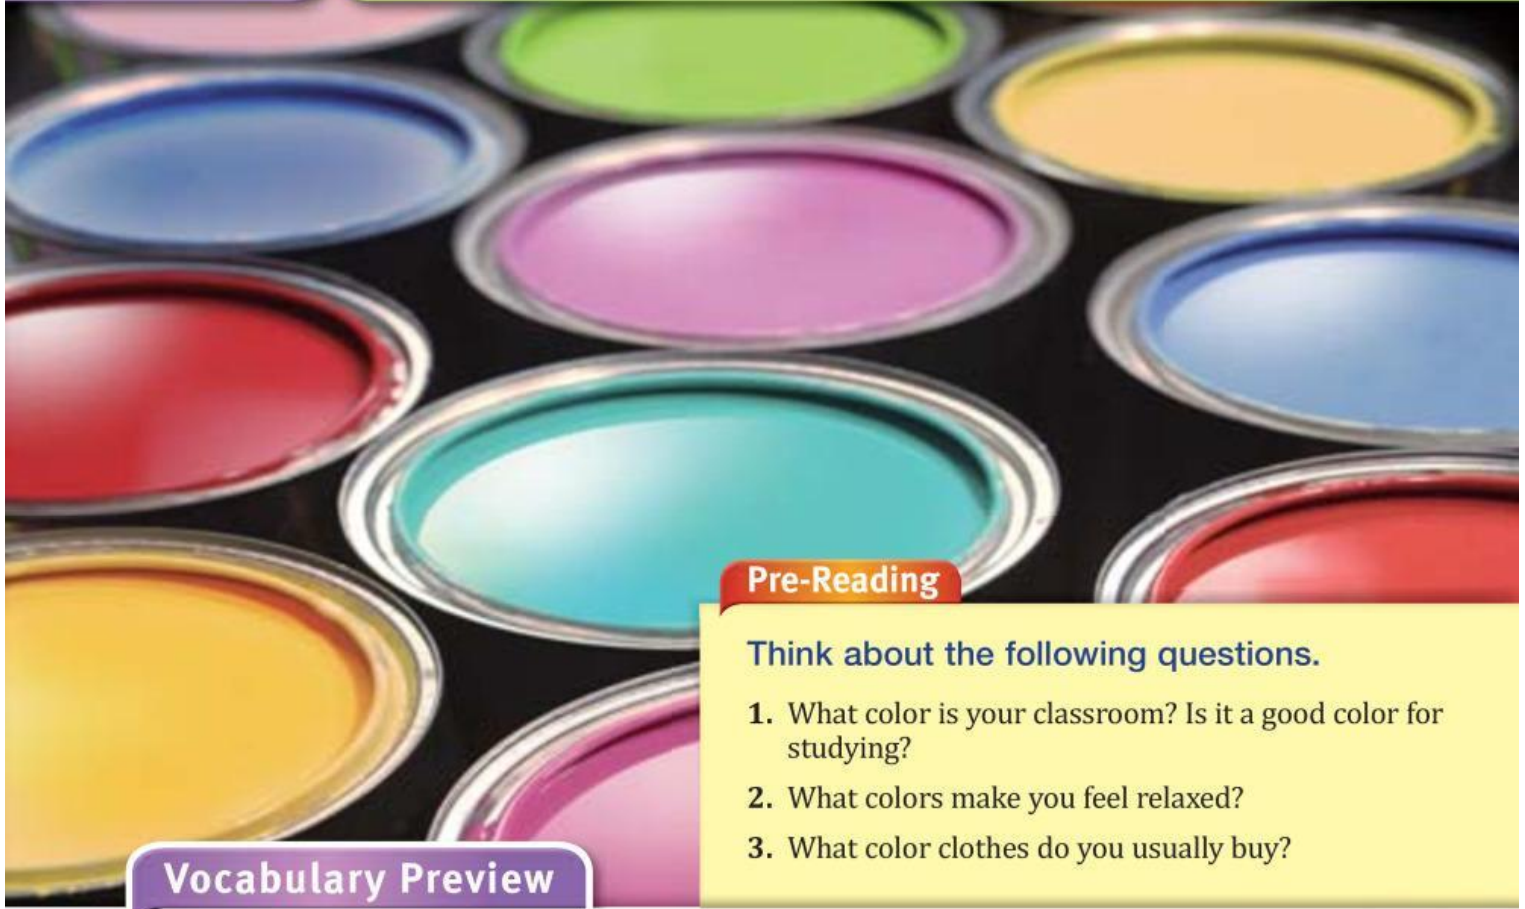 Pre-Reading
Think about the following questions.
1. What color is your classroom? Is it a good color for
studying?
2. What colors make you feel relaxed?
3. What color clothes do you usually buy?
Vocabulary Preview